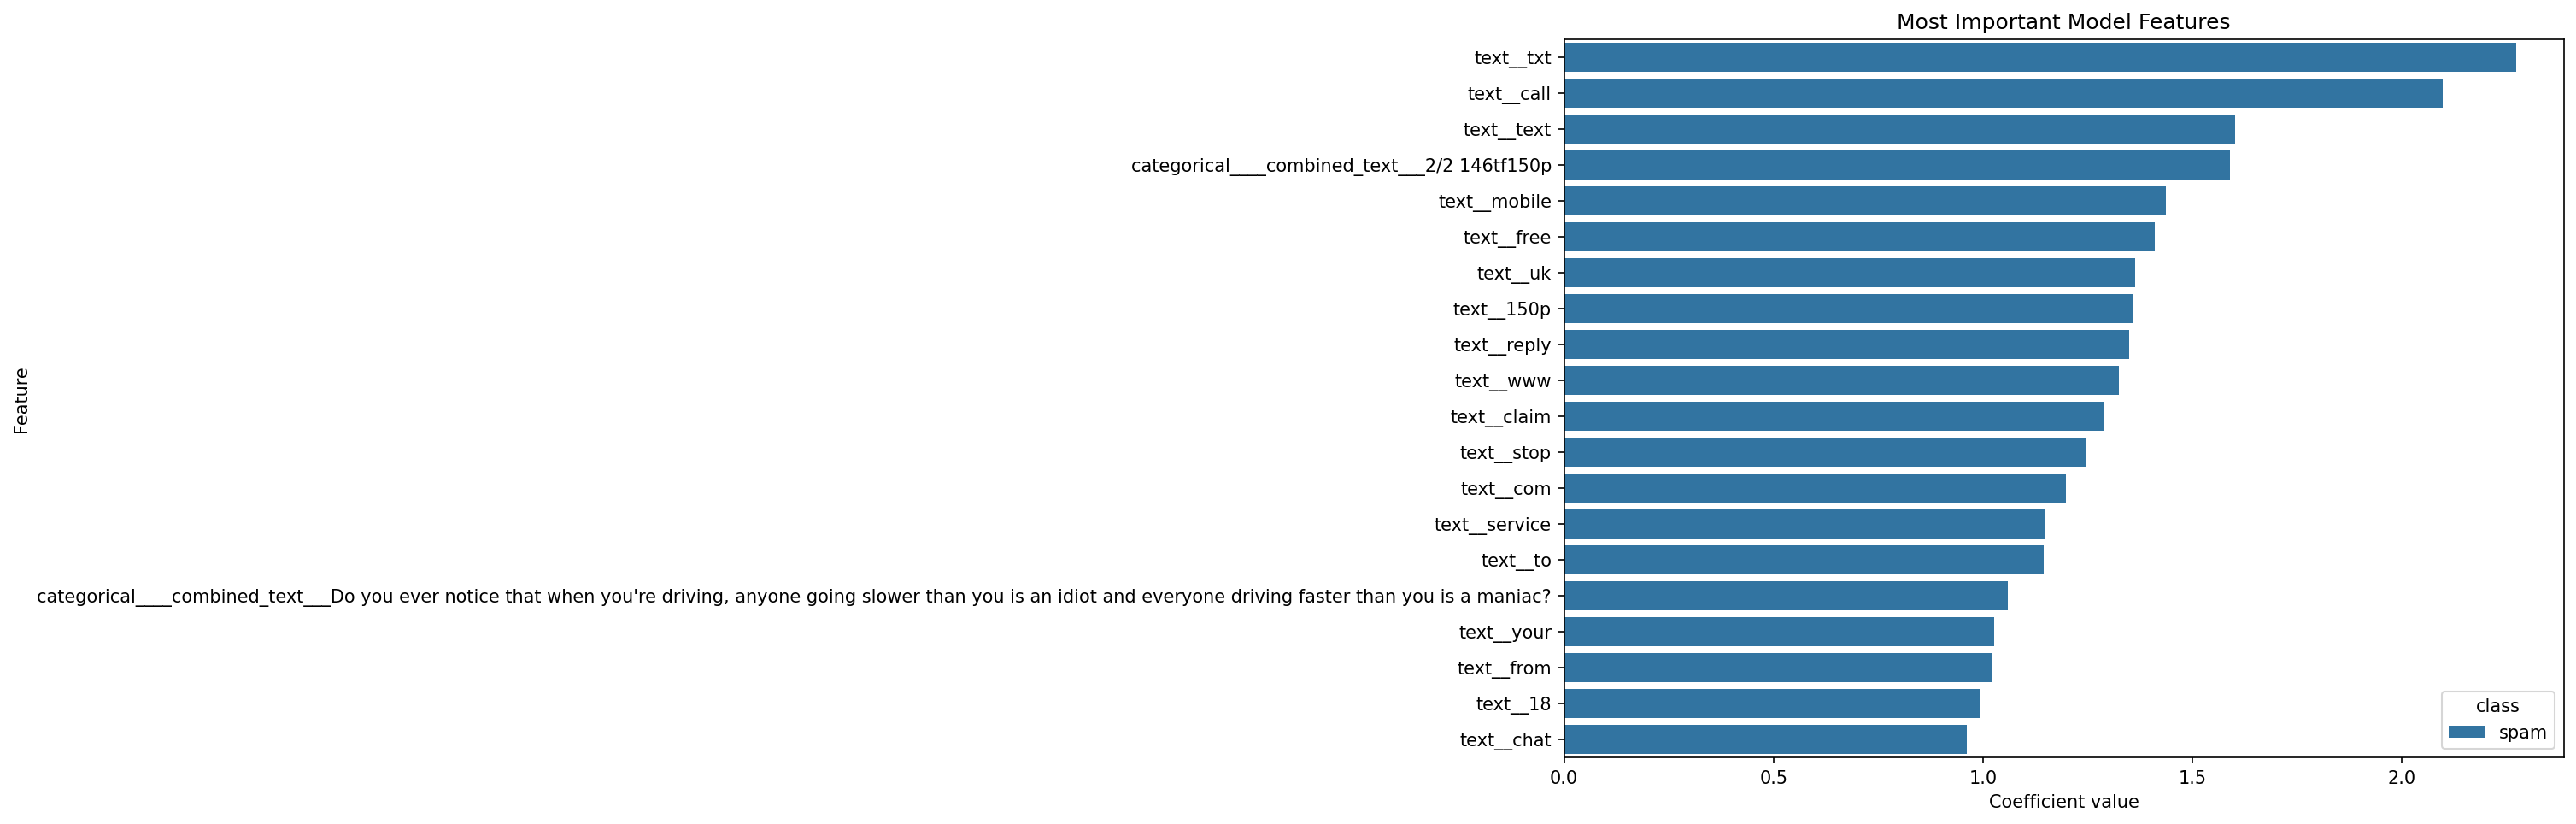 Most Important Model Features
Feature
text__txt
text__call
text__text
categorical____combined_text___2/2 146tf150p
text__mobile
text__free
text__uk
text__150p
text__reply
text__www
text__claim
text__stop
text__com
text__service
text__to
categorical____combined_text___Do you ever notice that when you're driving, anyone going slower than you is an idiot and everyone driving faster than you is a maniac?
text__your
text__from
text__18
text__chat
class
spam
0.0 0.5 1.0 1.5 2.0
Coefficient value